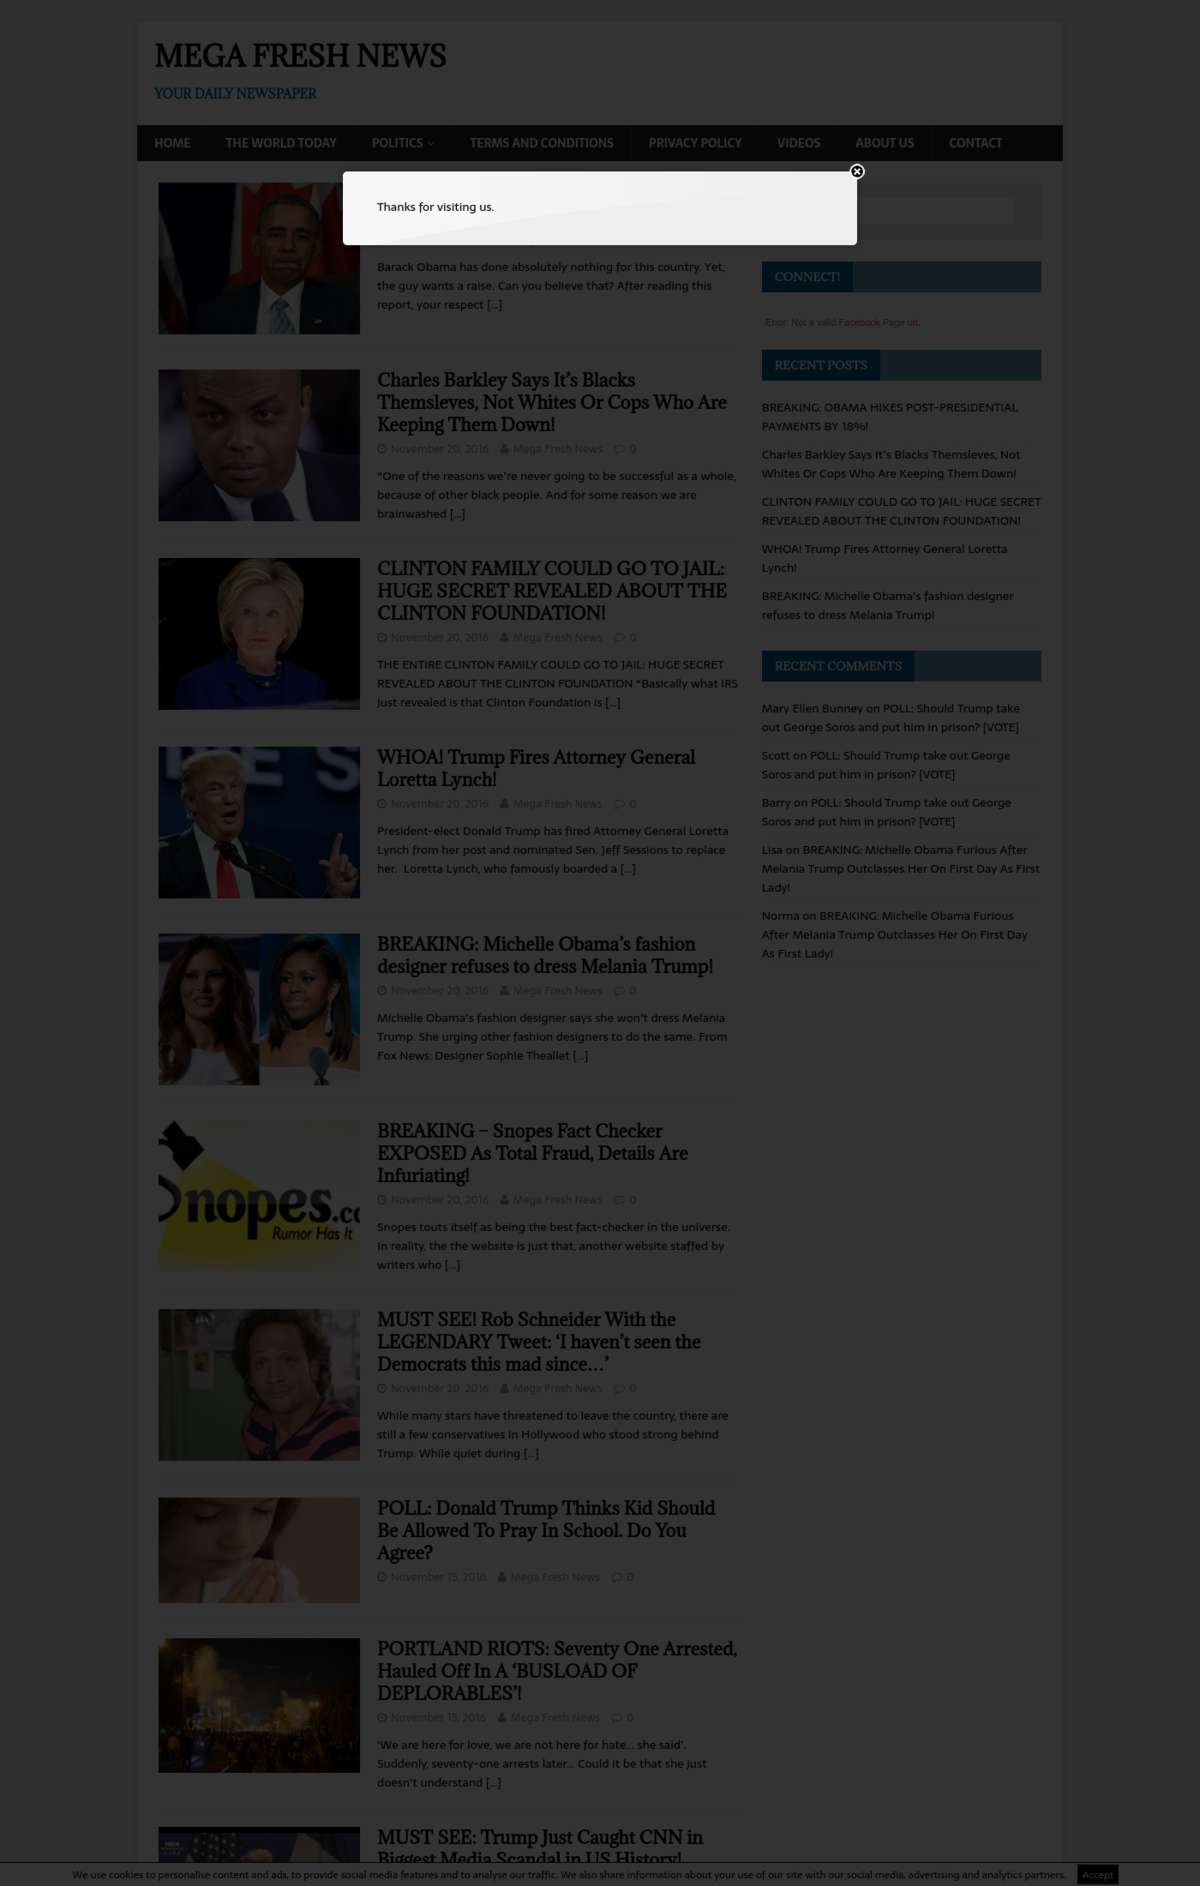 MEGA FRESH NEWS
YOUR DAILY NEWSPAPER
HOME
THE WORLD TODAY
POLITICS
TERMS AND CONDITIONS
PRIVACY POLICY
VIDEOS
ABOUT US
CONTACT
Thanks for visiting us.
Barack Obama has done absolutely nothing for this country. Yet,
the guy wants a raise. Can you believe that? After reading this
report, your respect [...]
Charles Barkley Says It's Blacks
Themsleves, Not Whites Or Cops Who Are
Keeping Them Down!
November 20, 2016 Mega Fresh News 0
"One of the reasons we're never going to be successful as a whole,
because of other black people. And for some reason we are
brainwashed [...]
CLINTON FAMILY COULD GO TO JAIL:
HUGE SECRET REVEALED ABOUT THE
CLINTON FOUNDATION!
November 20, 2016 Mega Fresh News 0
THE ENTIRE CLINTON FAMILY COULD GO TO JAIL: HUGE SECRET
REVEALED ABOUT THE CLINTON FOUNDATION "Basically what IRS
just revealed is that Clinton Foundation is [...]
WHOA! Trump Fires Attorney General
Loretta Lynch!
November 20, 2016 Mega Fresh News 0
President-elect Donald Trump has fired Attorney General Loretta
Lynch from her post and nominated Sen. Jeff Sessions to replace
her. Loretta Lynch, who famously boarded a [...]
BREAKING: Michelle Obama's fashion
designer refuses to dress Melania Trump!
November 20, 2016 Mega Fresh News 0
Michelle Obama's fashion designer says she won't dress Melania
Trump. She urging other fashion designers to do the same. From
Fox News: Designer Sophie Theallet [...]
nopes.co
Rumor Has It
BREAKING – Snopes Fact Checker
EXPOSED As Total Fraud, Details Are
Infuriating!
November 20, 2016 Mega Fresh News 0
Snopes touts itself as being the best fact-checker in the universe.
In reality, the the website is just that, another website staffed by
writers who [...]
MUST SEE! Rob Schneider With the
LEGENDARY Tweet: 'I haven't seen the
Democrats this mad since…'
November 20, 2016 Mega Fresh News 0
While many stars have threatened to leave the country, there are
still a few conservatives in Hollywood who stood strong behind
Trump. While quiet during [...]
POLL: Donald Trump Thinks Kid Should
Be Allowed To Pray In School. Do You
Agree?
November 15, 2016 Mega Fresh News 0
PORTLAND RIOTS: Seventy One Arrested,
Hauled Off In A 'BUSLOAD OF
DEPLORABLES'!
November 15, 2016 Mega Fresh News 0
'We are here for love, we are not here for hate... she said'.
Suddenly, seventy-one arrests later... Could it be that she just
doesn't understand [...]
MUST SEE: Trump Just Caught CNN in
Biggest Media Scandal in US History!
CONNECT!
Error: Not a valid Facebook Page url.
RECENT POSTS
BREAKING: OBAMA HIKES POST-PRESIDENTIAL
PAYMENTS BY 18%!
Charles Barkley Says It's Blacks Themsleves, Not
Whites Or Cops Who Are Keeping Them Down!
CLINTON FAMILY COULD GO TO JAIL: HUGE SECRET
REVEALED ABOUT THE CLINTON FOUNDATION!
WHOA! Trump Fires Attorney General Loretta
Lynch!
BREAKING: Michelle Obama's fashion designer
refuses to dress Melania Trump!
RECENT COMMENTS
Mary Ellen Bunney on POLL: Should Trump take
out George Soros and put him in prison? [VOTE]
Scott on POLL: Should Trump take out George
Soros and put him in prison? [VOTE]
Barry on POLL: Should Trump take out George
Soros and put him in prison? [VOTE]
Lisa on BREAKING: Michelle Obama Furious After
Melania Trump Outclasses Her On First Day As First
Lady!
Norma on BREAKING: Michelle Obama Furious
After Melania Trump Outclasses Her On First Day
As First Lady!
We use cookies to personalise content and ads, to provide social media features and to analyse our traffic. We also share information about your use of our site with our social media, advertising and analytics partners. Accept